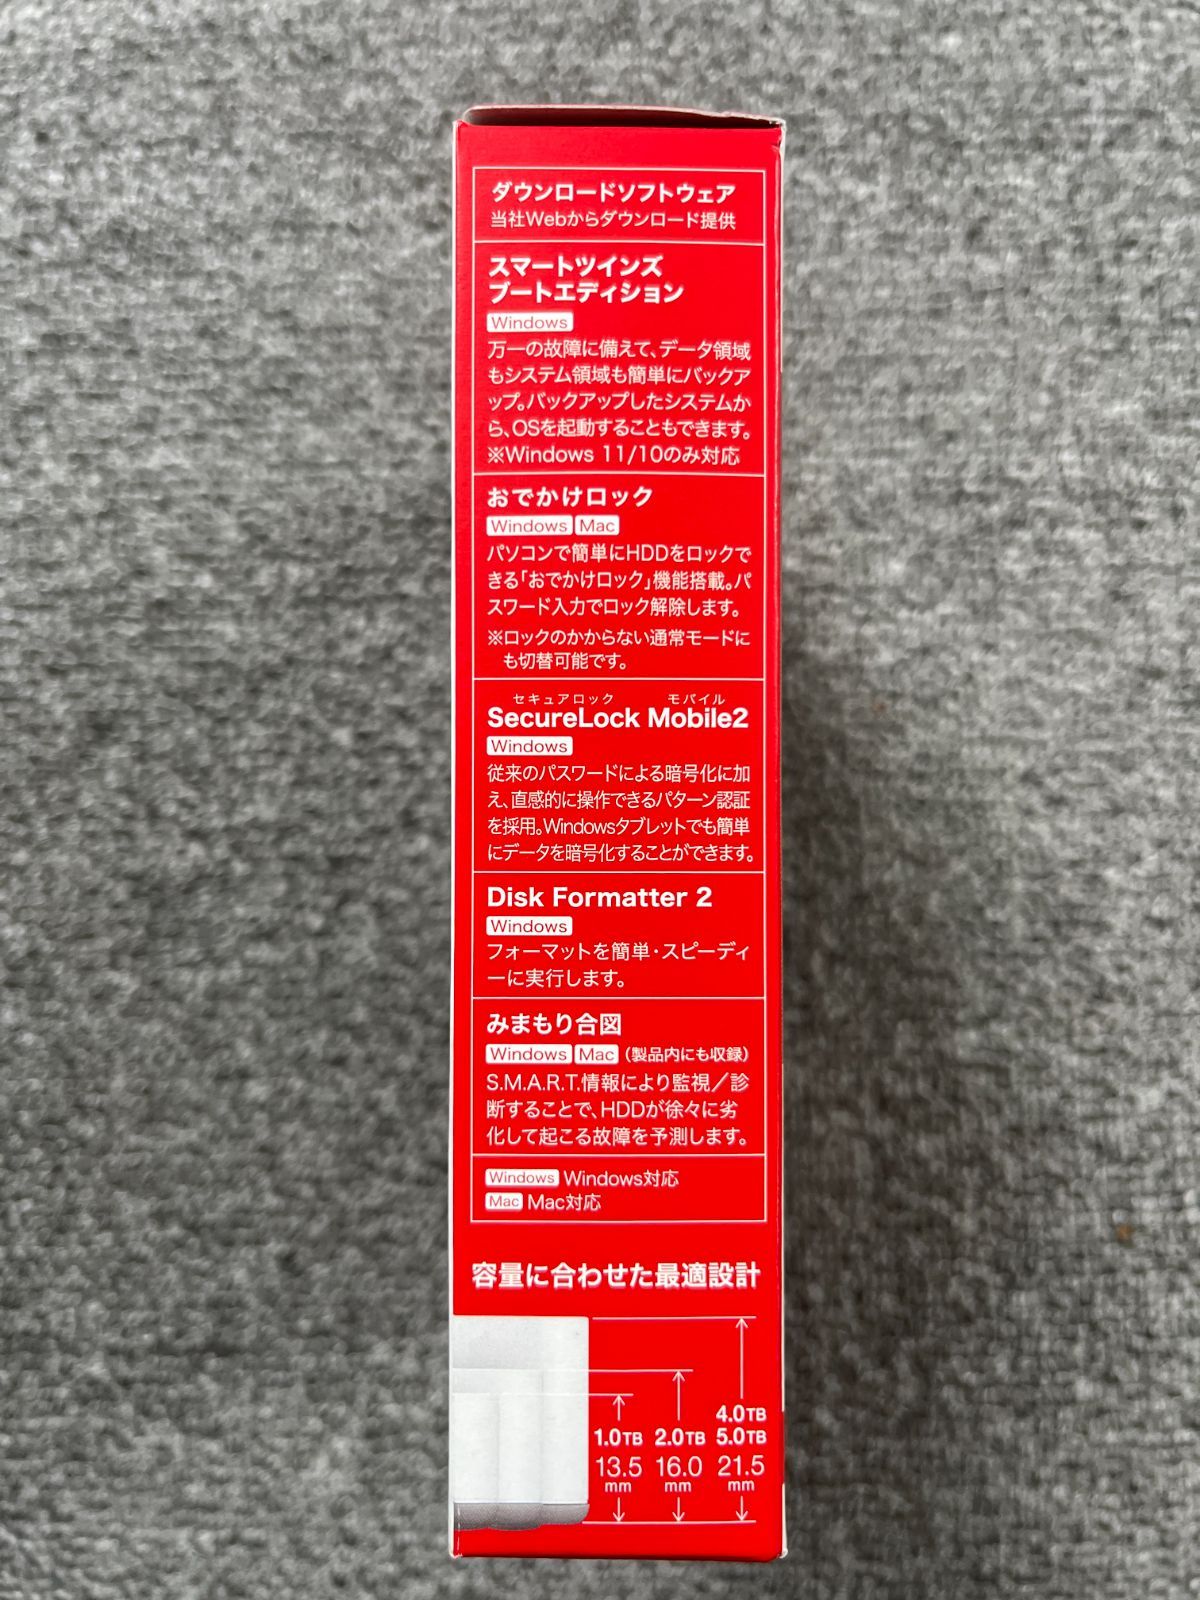 ダウンロードソフトウェア
当社Webからダウンロード提供
スマートツインズ
ブートエディション
Windows
万一の故障に備えて、データ領域
もシステム領域も簡単にバックア
ップ。バックアップしたシステムか
ら、OSを起動することもできます。
※Windows 11/10のみ対応
おでかけロック
Windows Mac
パソコンで簡単にHDDをロックで
きる「おでかけロック」機能搭載。パ
スワード入力でロック解除します。
※ロックのかからない通常モードに
も切替可能です。
セキュアロック モバイル
SecureLock Mobile2
Windows
従来のパスワードによる暗号化に加
え、直感的に操作できるパターン認証
を採用。Windowsタブレットでも簡単
にデータを暗号化することができます。
Disk Formatter 2
Windows
フォーマットを簡単・スピーディ
ーに実行します。
みまもり合図
Windows Mac (製品内にも収録)
S.M.A.R.T.情報により監視／診
断することで、HDDが徐々に劣
化して起こる故障を予測します。
Windows Windows対応
Mac Mac対応
容量に合わせた最適設計
4.0TB
1.0TB 2.0TB 5.0TB
13.5 16.0 21.5
mm mm mm